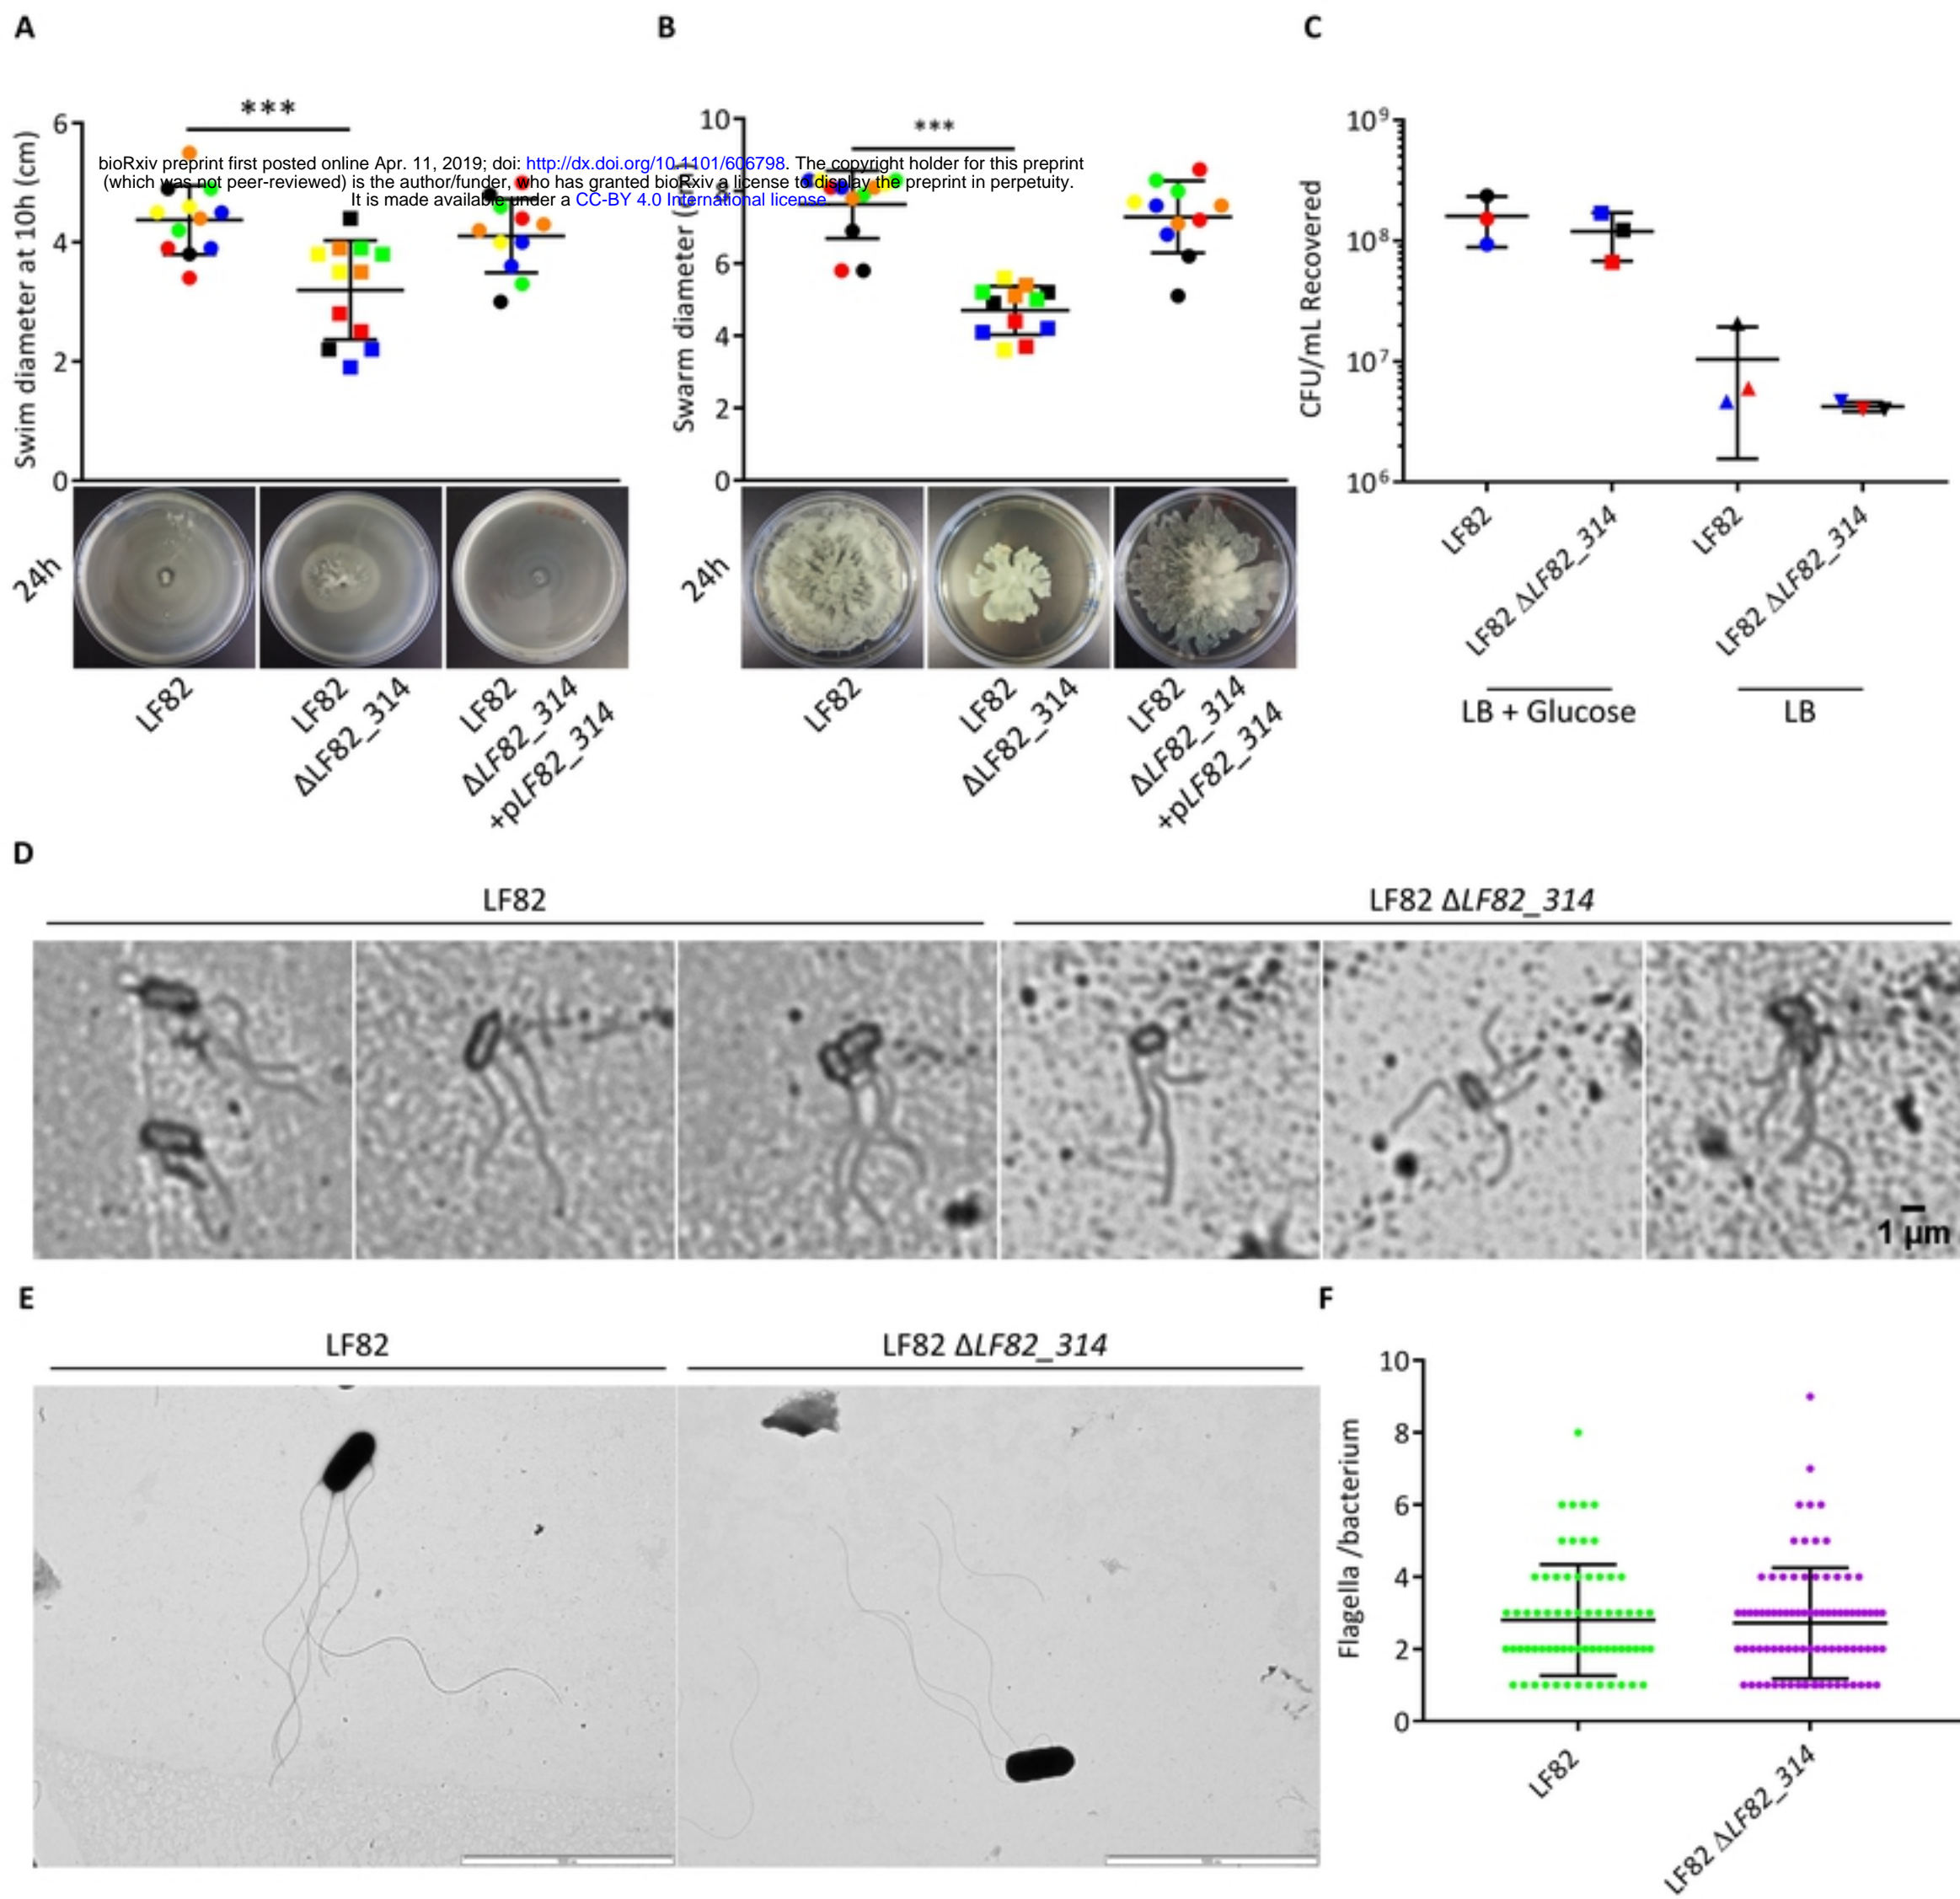 A
B
C
***
Swim diameter at 10h (cm)
6
4
2
0
***
Swarm diameter (cm)
10
8
6
4
2
0
bioRxiv preprint first posted online Apr. 11, 2019; doi: http://dx.doi.org/10.1101/606798. The copyright holder for this preprint
(which was not peer-reviewed) is the author/funder, who has granted bioRxiv a license to display the preprint in perpetuity.
It is made available under a CC-BY 4.0 International license.
CFU/mL Recovered
10⁹
10⁸
10⁷
10⁶
LF82
LF82 ΔLF82_314
LF82
LF82 ΔLF82_314
LB + Glucose
LB
24h
LF82
LF82
ΔLF82_314
LF82
ΔLF82_314
+pLF82_314
24h
LF82
LF82
ΔLF82_314
LF82
ΔLF82_314
+pLF82_314
D
LF82
LF82 ΔLF82_314
1 µm
E
LF82
LF82 ΔLF82_314
F
Flagella /bacterium
10
8
6
4
2
0
LF82
LF82 ΔLF82_314